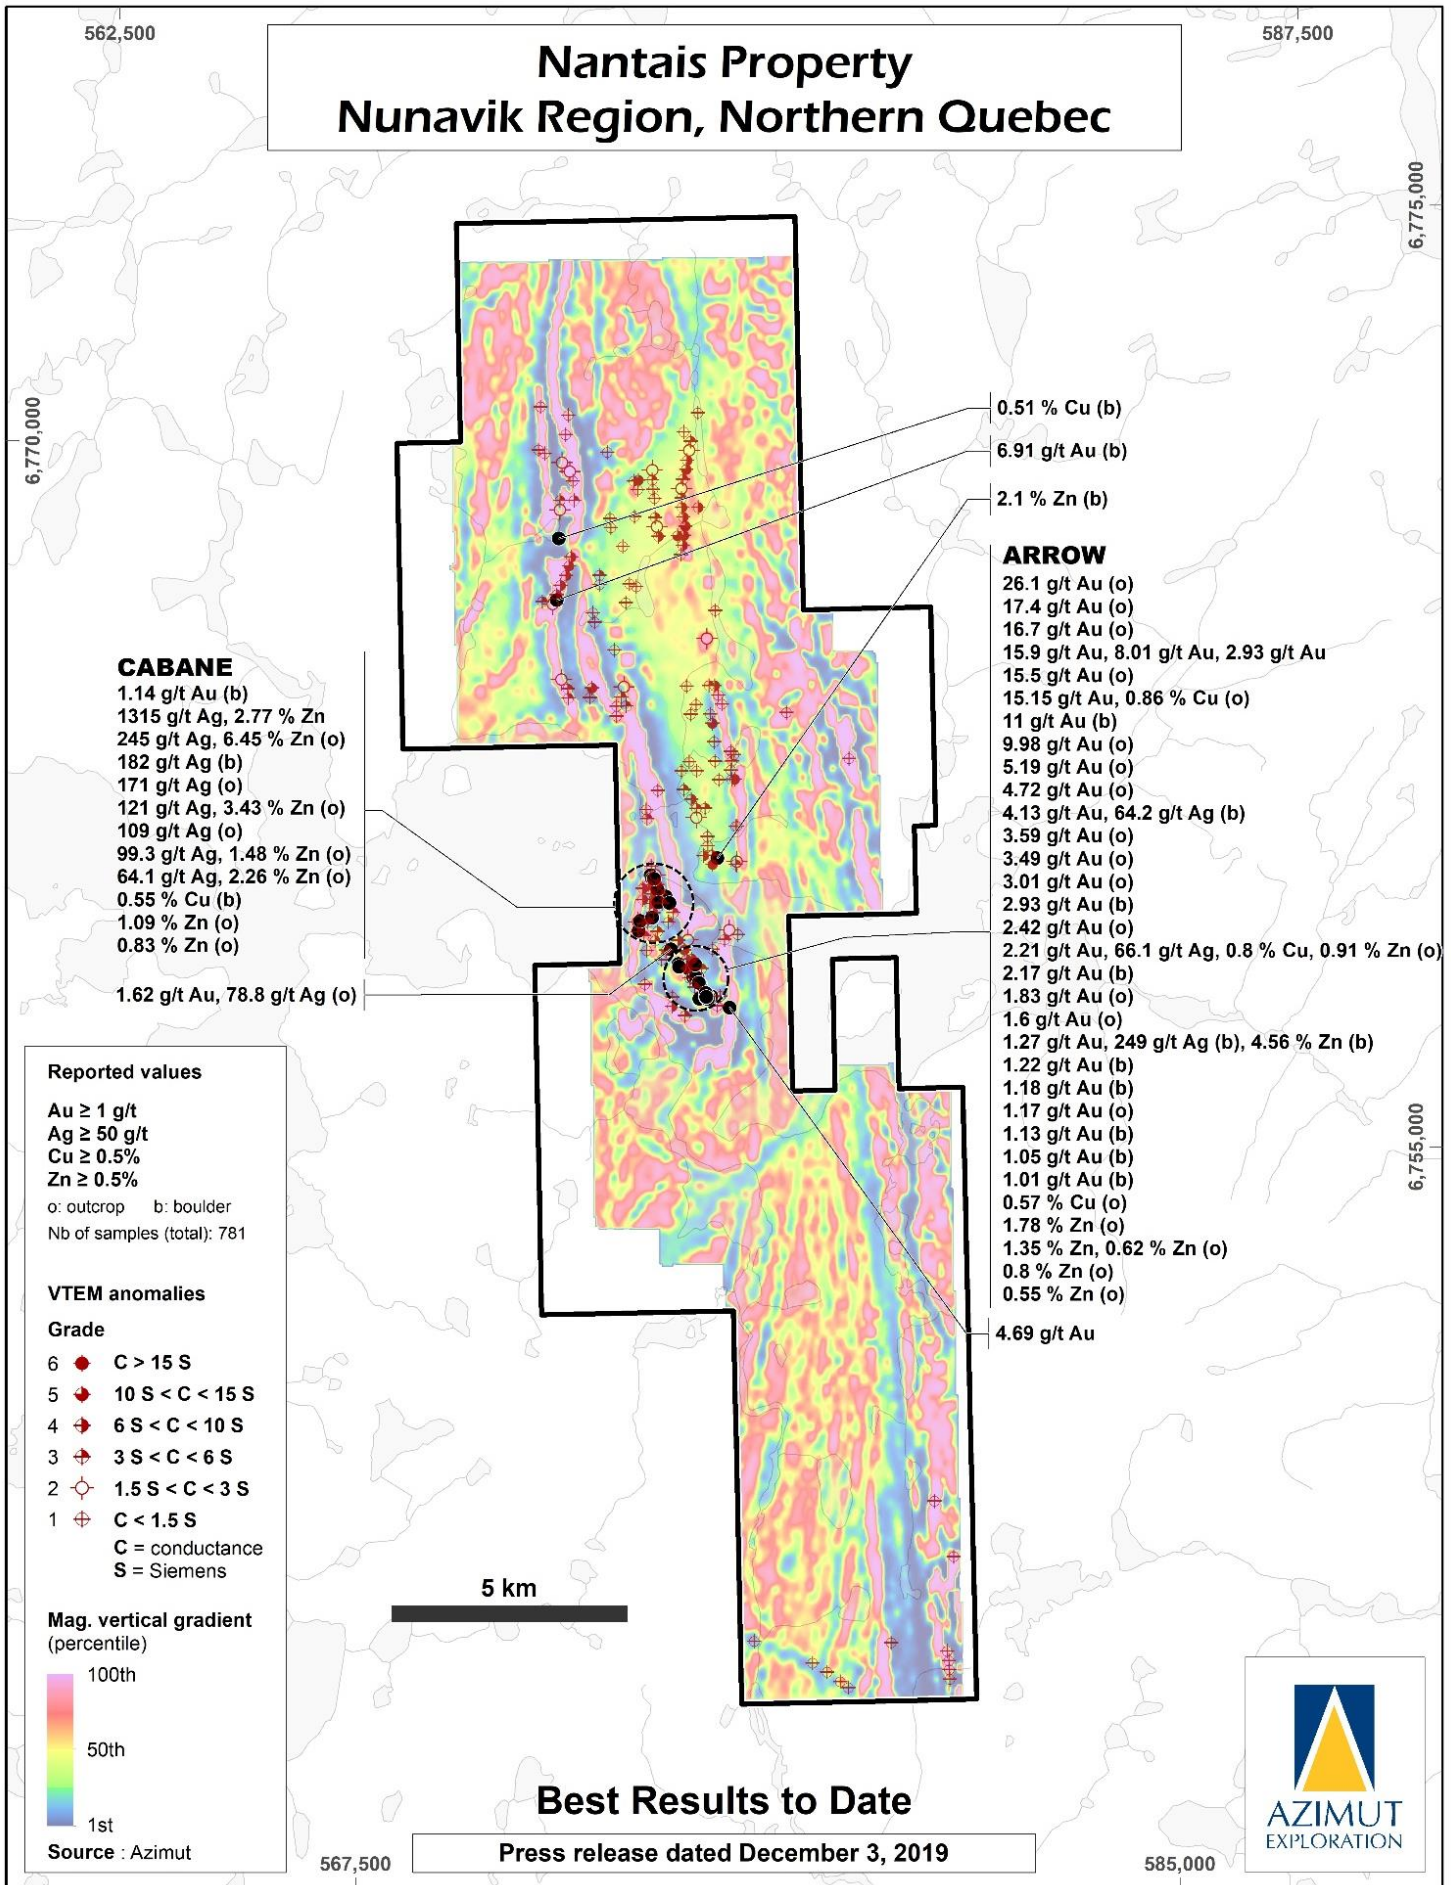 562,500
587,500
Nantais Property
Nunavik Region, Northern Quebec
6,775,000
6,770,000
0.51 % Cu (b)
6.91 g/t Au (b)
2.1 % Zn (b)
ARROW
26.1 g/t Au (o)
17.4 g/t Au (o)
16.7 g/t Au (o)
15.9 g/t Au, 8.01 g/t Au, 2.93 g/t Au
15.5 g/t Au (o)
15.15 g/t Au, 0.86 % Cu (o)
11 g/t Au (b)
9.98 g/t Au (o)
5.19 g/t Au (o)
4.72 g/t Au (o)
4.13 g/t Au, 64.2 g/t Ag (b)
3.59 g/t Au (o)
3.49 g/t Au (o)
3.01 g/t Au (o)
2.93 g/t Au (b)
2.42 g/t Au (o)
2.21 g/t Au, 66.1 g/t Ag, 0.8 % Cu, 0.91 % Zn (o)
2.17 g/t Au (b)
1.83 g/t Au (o)
1.6 g/t Au (o)
1.27 g/t Au, 249 g/t Ag (b), 4.56 % Zn (b)
1.22 g/t Au (b)
1.18 g/t Au (b)
1.17 g/t Au (o)
1.13 g/t Au (b)
1.05 g/t Au (b)
1.01 g/t Au (b)
0.57 % Cu (o)
1.78 % Zn (o)
1.35 % Zn, 0.62 % Zn (o)
0.8 % Zn (o)
0.55 % Zn (o)
4.69 g/t Au
6,755,000
CABANE
1.14 g/t Au (b)
1315 g/t Ag, 2.77 % Zn
245 g/t Ag, 6.45 % Zn (o)
182 g/t Ag (b)
171 g/t Ag (o)
121 g/t Ag, 3.43 % Zn (o)
109 g/t Ag (o)
99.3 g/t Ag, 1.48 % Zn (o)
64.1 g/t Ag, 2.26 % Zn (o)
0.55 % Cu (b)
1.09 % Zn (o)
0.83 % Zn (o)
1.62 g/t Au, 78.8 g/t Ag (o)
Reported values
Au ≥ 1 g/t
Ag ≥ 50 g/t
Cu ≥ 0.5%
Zn ≥ 0.5%
o: outcrop b: boulder
Nb of samples (total): 781
VTEM anomalies
Grade
6 C > 15 S
5 10 S < C < 15 S
4 6 S < C < 10 S
3 3 S < C < 6 S
2 1.5 S < C < 3 S
1 C < 1.5 S
C = conductance
S = Siemens
Mag. vertical gradient
(percentile)
100th
50th
1st
Source : Azimut
5 km
Best Results to Date
Press release dated December 3, 2019
AZIMUT
EXPLORATION
567,500
585,000